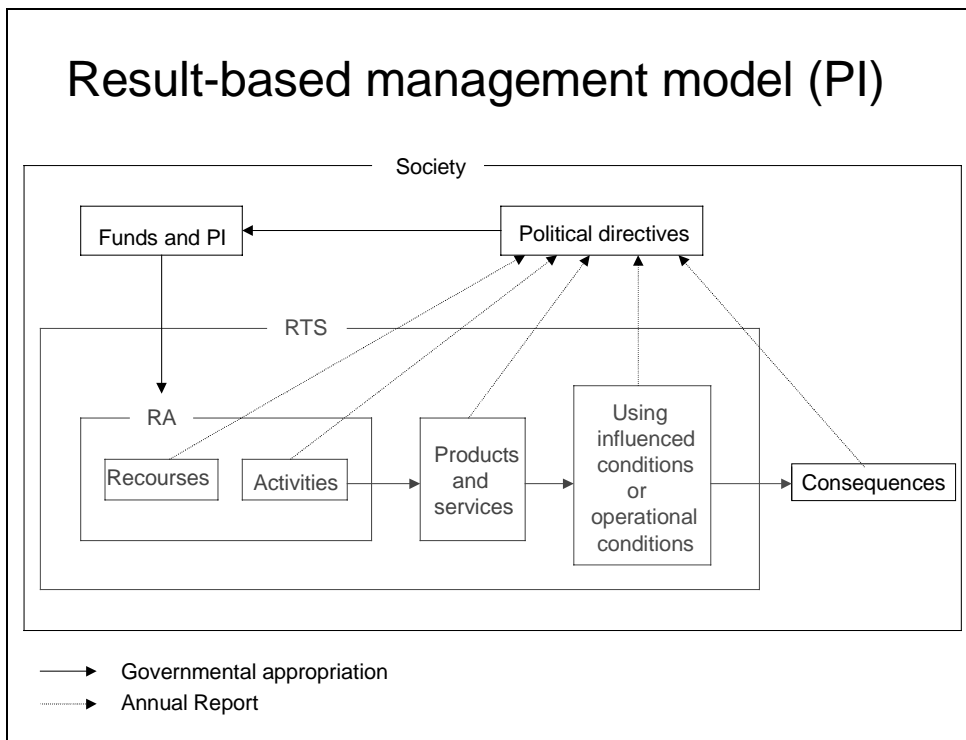 Result-based management model (PI)
Society
Funds and PI
Political directives
RTS
RA
Recourses
Activities
Products
and
services
Using
influenced
conditions
or
operational
conditions
Consequences
Governmental appropriation
Annual Report